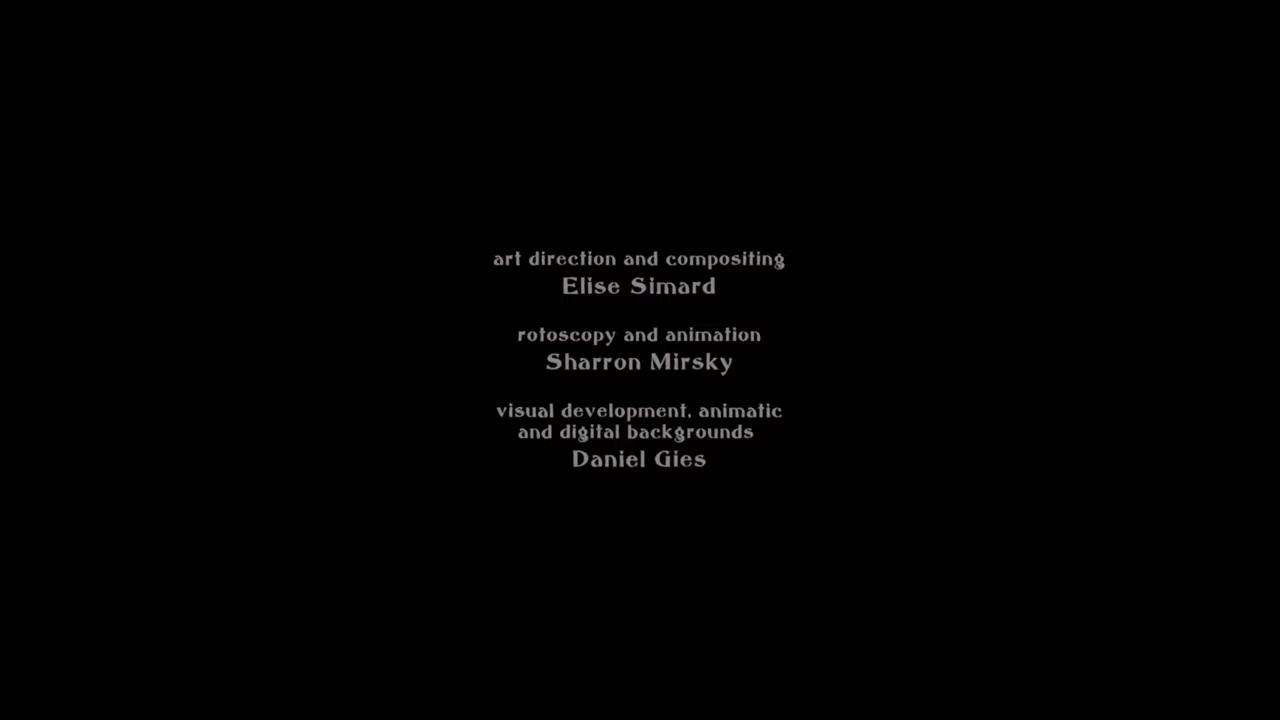 art direction and compositing
Elise Simard
rotoscopy and animation
Sharron Mirsky
visual development, animatic
and digital backgrounds
Daniel Gies